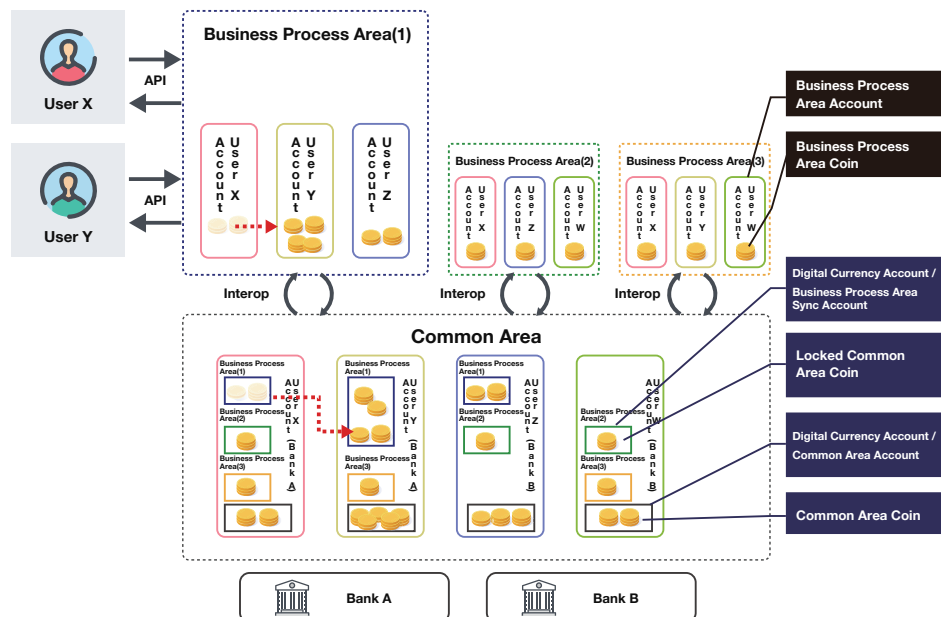 User X
API
User Y
API
Business Process Area(1)
Account
User X
Account
User Y
Account
User Z
Business Process Area(2)
Account
User X
Account
User Z
Account
User W
Business Process Area(3)
Account
User X
Account
User Y
Account
User W
Business Process
Area Account
Business Process
Area Coin
Interop
Interop
Interop
Digital Currency Account /
Business Process Area
Sync Account
Locked Common
Area Coin
Digital Currency Account /
Common Area Account
Common Area Coin
Common Area
Business Process
Area(1)
Business Process
Area(2)
Business Process
Area(3)
Account (Bank A)
User X
Business Process
Area(1)
Business Process
Area(3)
Account (Bank A)
User Y
Business Process
Area(1)
Business Process
Area(2)
Account (Bank B)
User Z
Business Process
Area(2)
Business Process
Area(3)
Account (Bank B)
User W
Bank A
Bank B